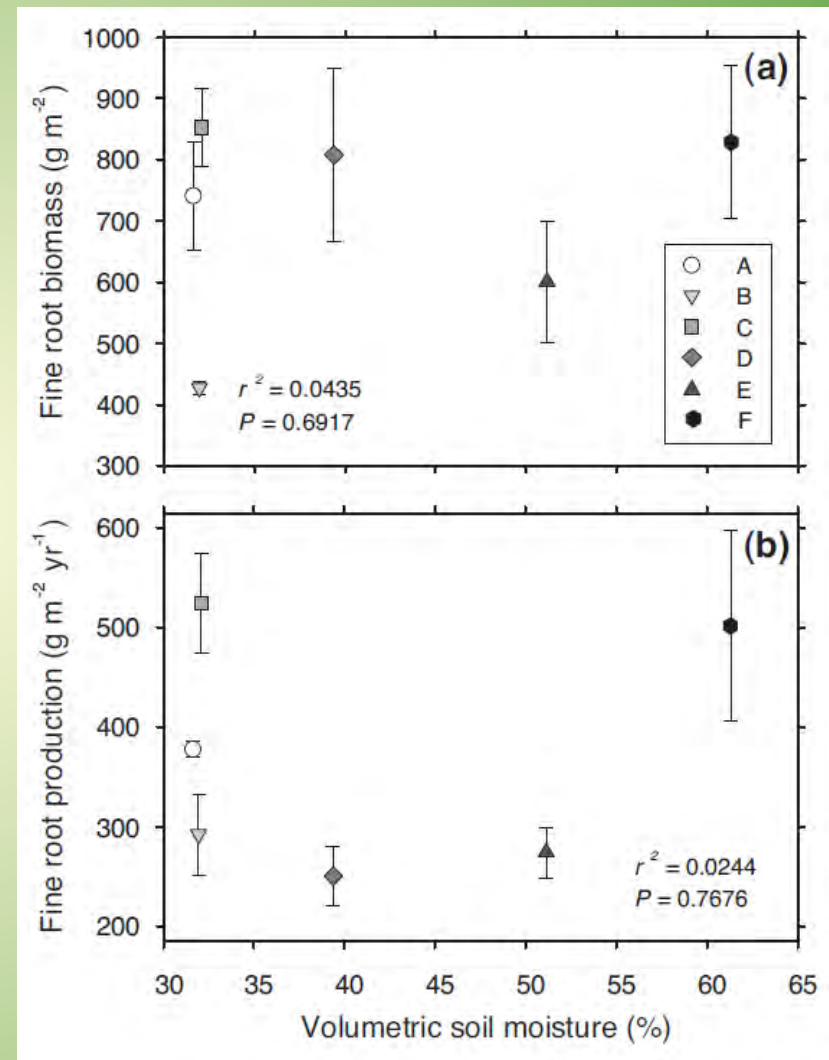 1000
900
800
700
600
500
400
300
Fine root biomass (g m-2)
(a)
A
B
C
D
E
F
r 2 = 0.0435
P = 0.6917
600
500
400
300
200
Fine root production (g m-2 yr-1)
(b)
r 2 = 0.0244
P = 0.7676
30 35 40 45 50 55 60 65
Volumetric soil moisture (%)